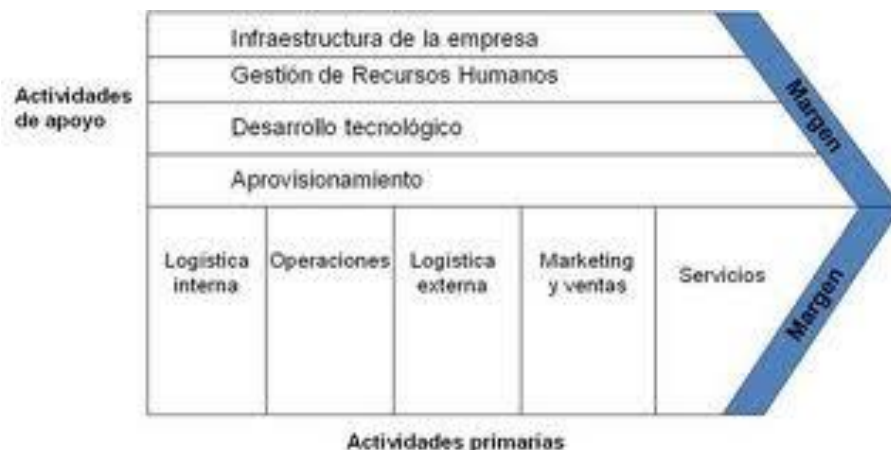 Infraestructura de la empresa
Gestión de Recursos Humanos
Actividades
de apoyo
Desarrollo tecnológico
Aprovisionamiento
Margen
Logística
interna
Operaciones
Logística
externa
Marketing
y ventas
Servicios
Margen
Actividades primarias